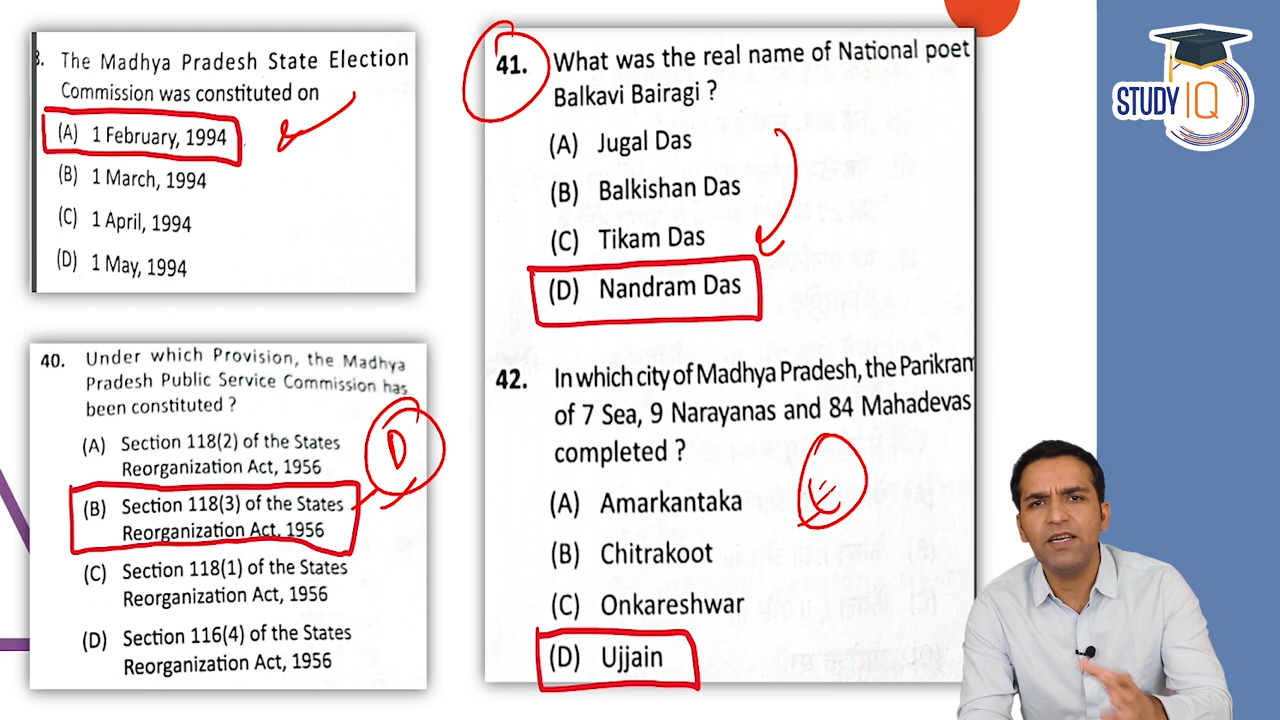 3. The Madhya Pradesh State Election
Commission was constituted on
(A) 1 February, 1994
(B) 1 March, 1994
(C) 1 April, 1994
(D) 1 May, 1994
40. Under which Provision, the Madhya
Pradesh Public Service Commission has
been constituted ?
(A) Section 118(2) of the States
Reorganization Act, 1956
(B) Section 118(3) of the States
Reorganization Act, 1956
(C) Section 118(1) of the States
Reorganization Act, 1956
(D) Section 116(4) of the States
Reorganization Act, 1956
D
41. What was the real name of National poet
Balkavi Bairagi ?
(A) Jugal Das
(B) Balkishan Das
(C) Tikam Das
(D) Nandram Das
42. In which city of Madhya Pradesh, the Parikram
of 7 Sea, 9 Narayanas and 84 Mahadevas
completed ?
(A) Amarkantaka
(B) Chitrakoot
(C) Onkareshwar
(D) Ujjain
STUDY IQ